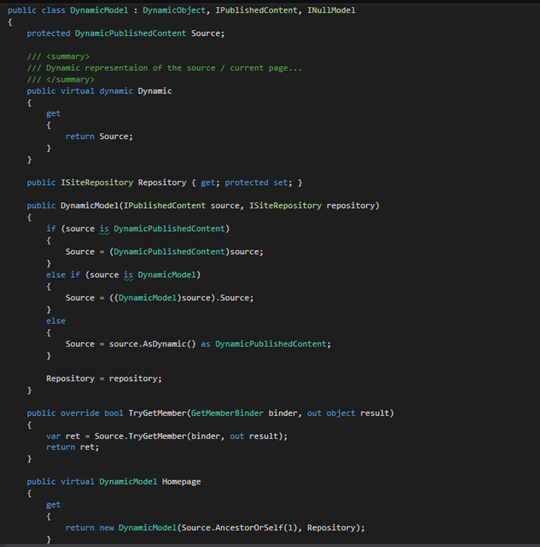 public class DynamicModel : DynamicObject, IPublishedContent, INullModel
{
    protected DynamicPublishedContent Source;

    /// <summary>
    /// Dynamic representaion of the source / current page...
    /// </summary>
    public virtual dynamic Dynamic
    {
        get
        {
            return Source;
        }
    }

    public ISiteRepository Repository { get; protected set; }

    public DynamicModel(IPublishedContent source, ISiteRepository repository)
    {
        if (source is DynamicPublishedContent)
        {
            Source = (DynamicPublishedContent)source;
        }
        else if (source is DynamicModel)
        {
            Source = ((DynamicModel)source).Source;
        }
        else
        {
            Source = source.AsDynamic() as DynamicPublishedContent;
        }

        Repository = repository;
    }

    public override bool TryGetMember(GetMemberBinder binder, out object result)
    {
        var ret = Source.TryGetMember(binder, out result);
        return ret;
    }

    public virtual DynamicModel Homepage
    {
        get
        {
            return new DynamicModel(Source.AncestorOrSelf(1), Repository);
        }